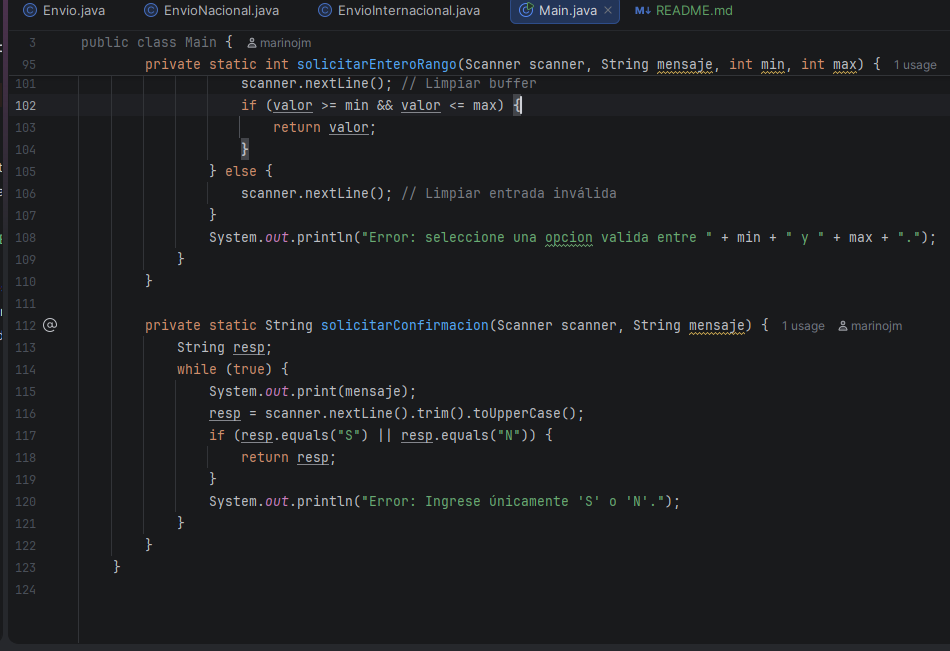 Envio.java EnvioNacional.java EnvioInternacional.java Main.java × M↓ README.md
3 public class Main { marinojm
95 private static int solicitarEnteroRango(Scanner scanner, String mensaje, int min, int max) { 1 usage
101 scanner.nextLine(); // Limpiar buffer
102 if (valor >= min && valor <= max) {
103 return valor;
104 }
105 } else {
106 scanner.nextLine(); // Limpiar entrada inválida
107 }
108 System.out.println("Error: seleccione una opcion valida entre " + min + " y " + max + ".");
109 }
110 }
111
112 @ private static String solicitarConfirmacion(Scanner scanner, String mensaje) { 1 usage marinojm
113 String resp;
114 while (true) {
115 System.out.print(mensaje);
116 resp = scanner.nextLine().trim().toUpperCase();
117 if (resp.equals("S") || resp.equals("N")) {
118 return resp;
119 }
120 System.out.println("Error: Ingrese únicamente 'S' o 'N'.");
121 }
122 }
123 }
124